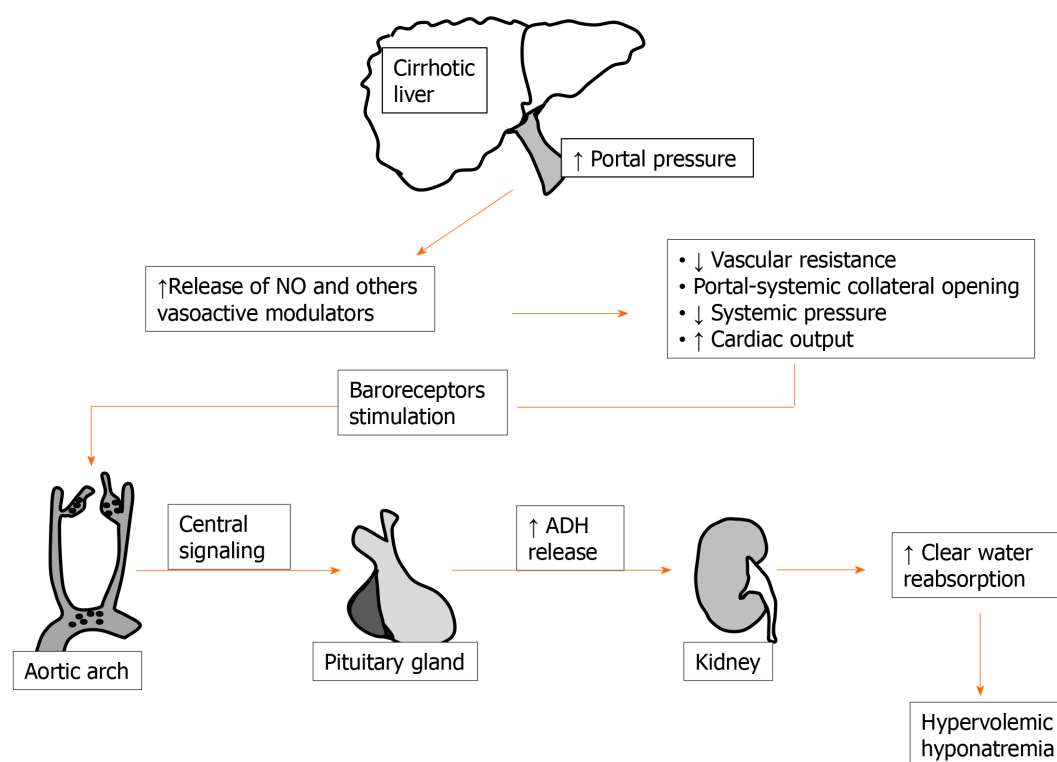 Cirrhotic
liver
↑ Portal pressure
↑Release of NO and others
vasoactive modulators
• ↓ Vascular resistance
• Portal-systemic collateral opening
• ↓ Systemic pressure
• ↑ Cardiac output
Baroreceptors
stimulation
Central
signaling
↑ ADH
release
↑ Clear water
reabsorption
Aortic arch
Pituitary gland
Kidney
Hypervolemic
hyponatremia